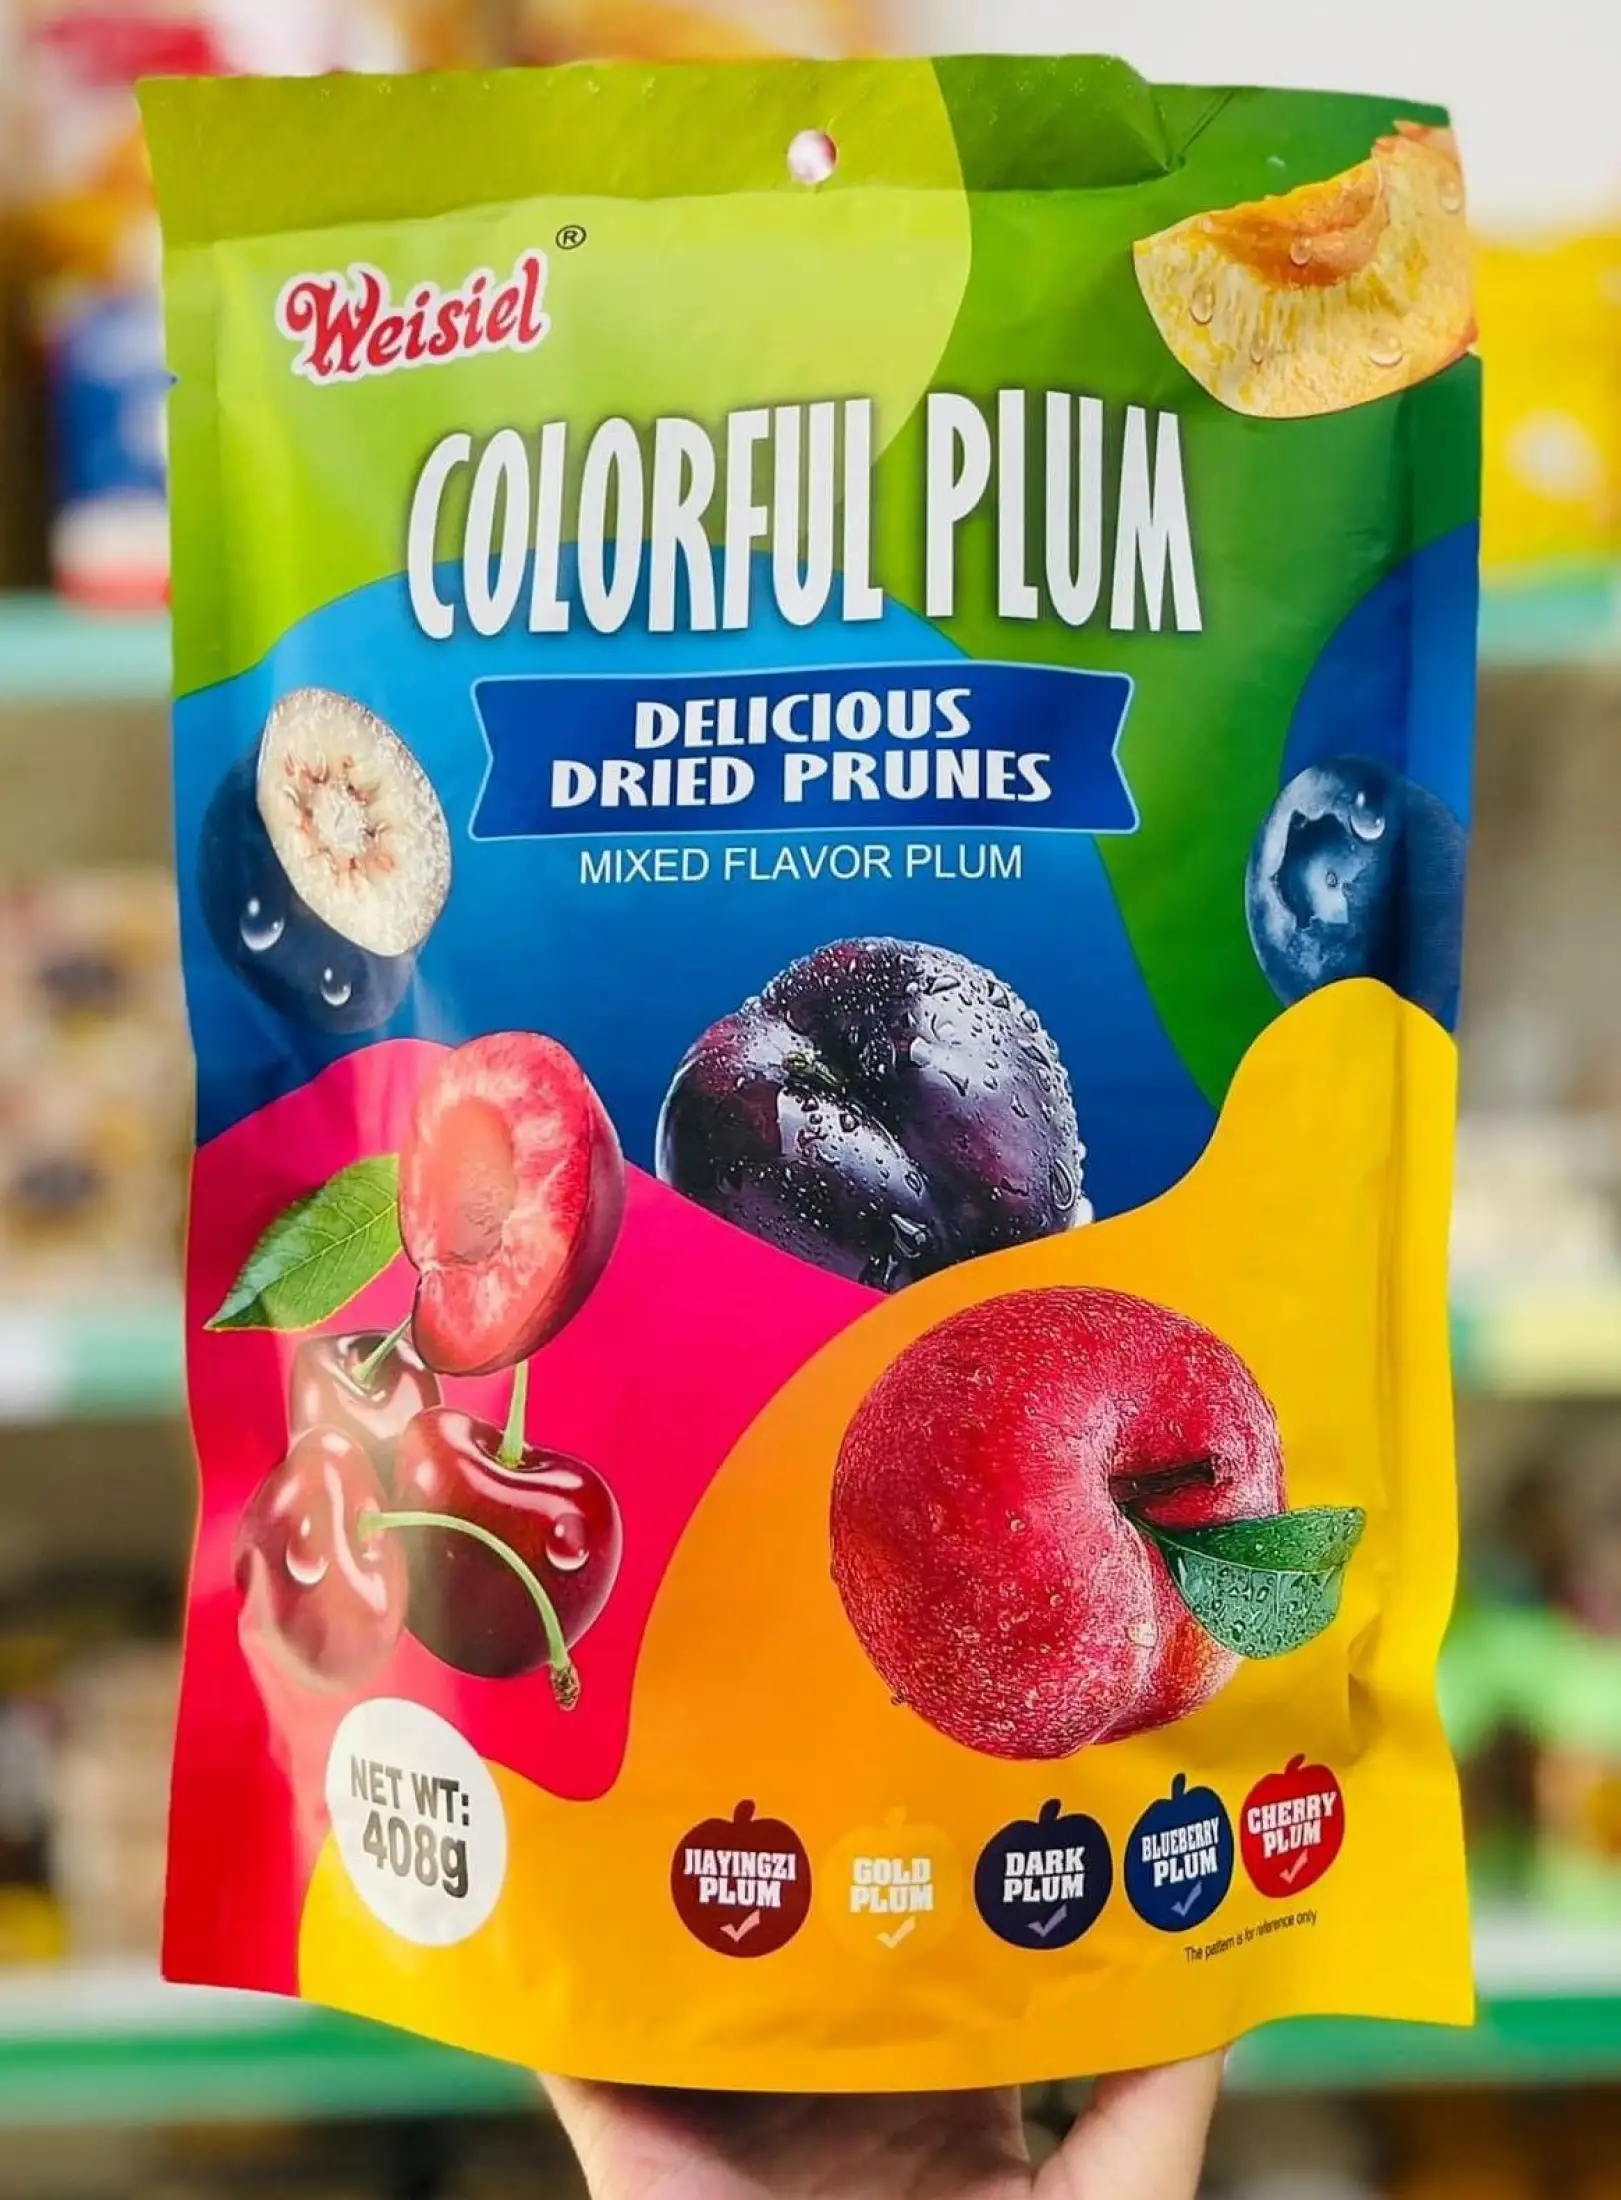 Weisiel®
COLORFUL PLUM
DELICIOUS
DRIED PRUNES
MIXED FLAVOR PLUM
NET WT:
408g
JIAYINGZI
PLUM
GOLD
PLUM
DARK
PLUM
BLUEBERRY
PLUM
CHERRY
PLUM
The pattern is for reference only